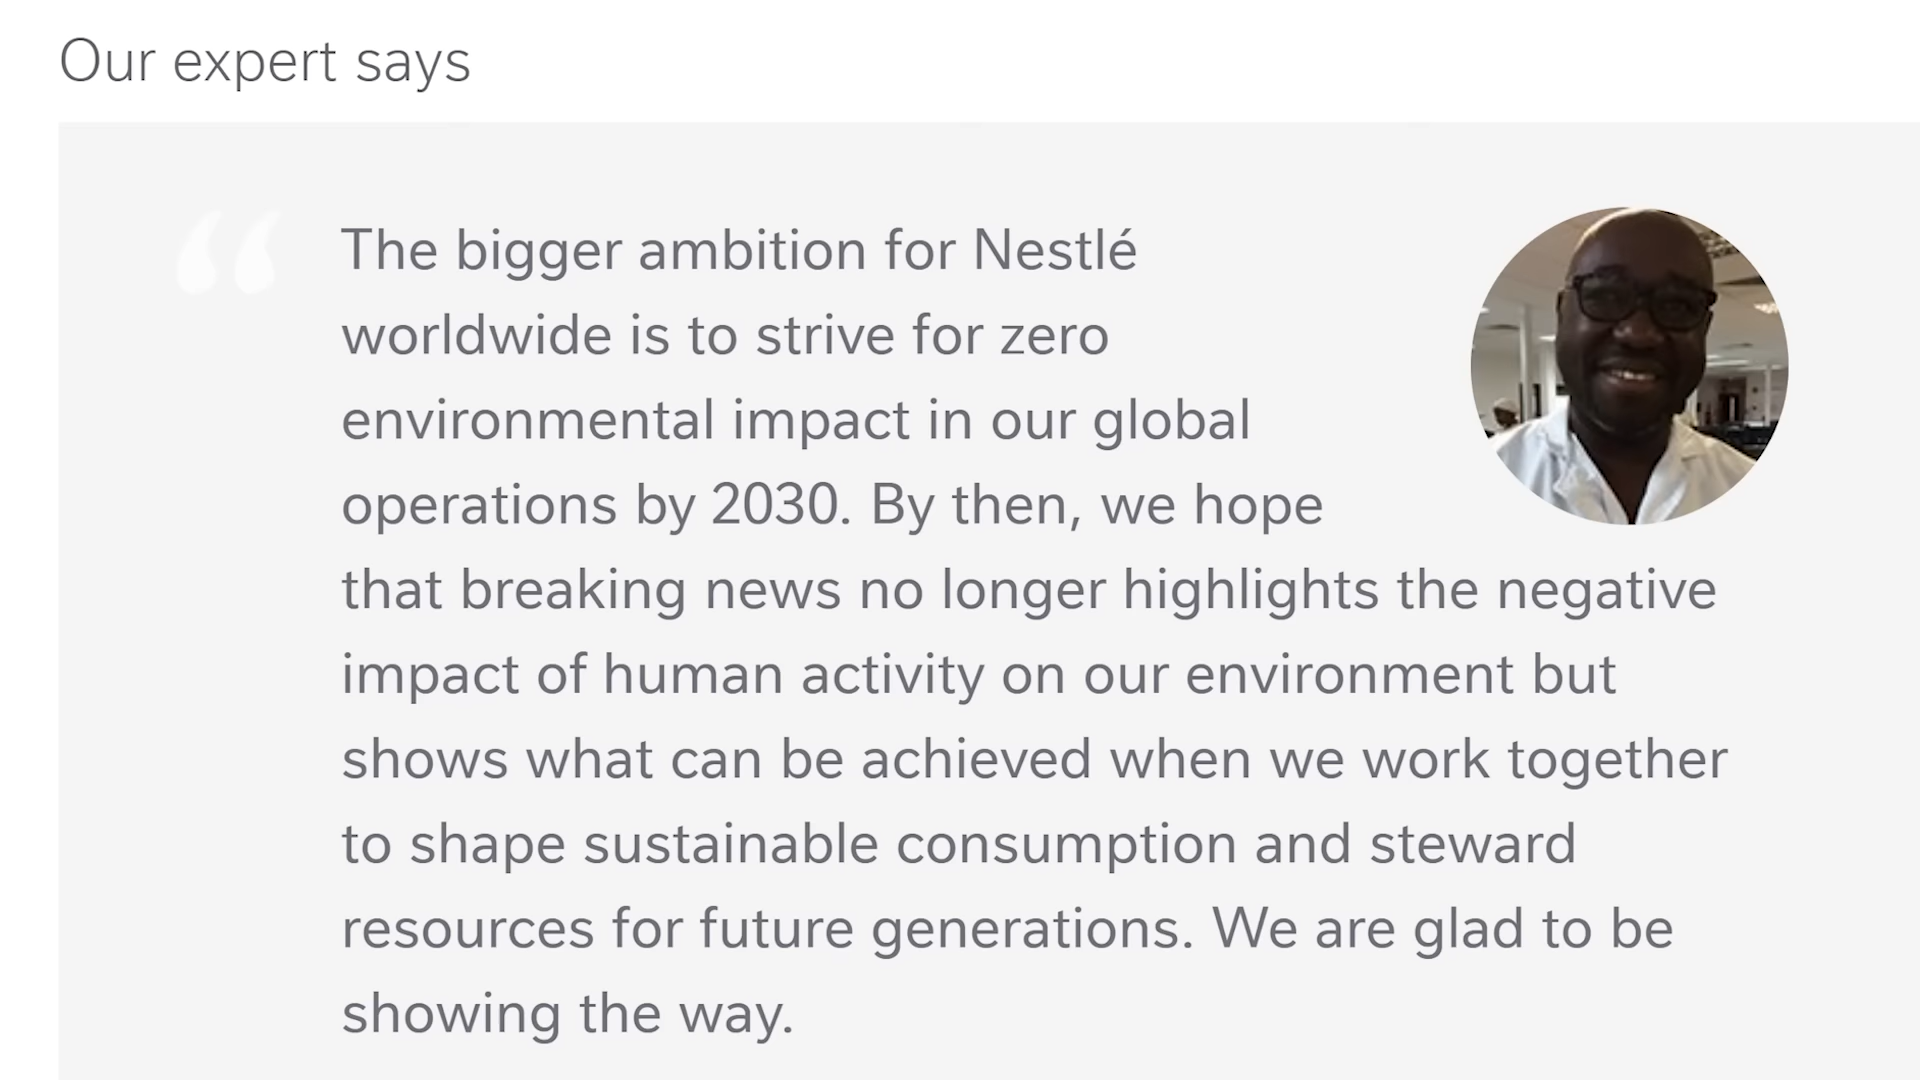 Our expert says
“
The bigger ambition for Nestlé
worldwide is to strive for zero
environmental impact in our global
operations by 2030. By then, we hope
that breaking news no longer highlights the negative
impact of human activity on our environment but
shows what can be achieved when we work together
to shape sustainable consumption and steward
resources for future generations. We are glad to be
showing the way.